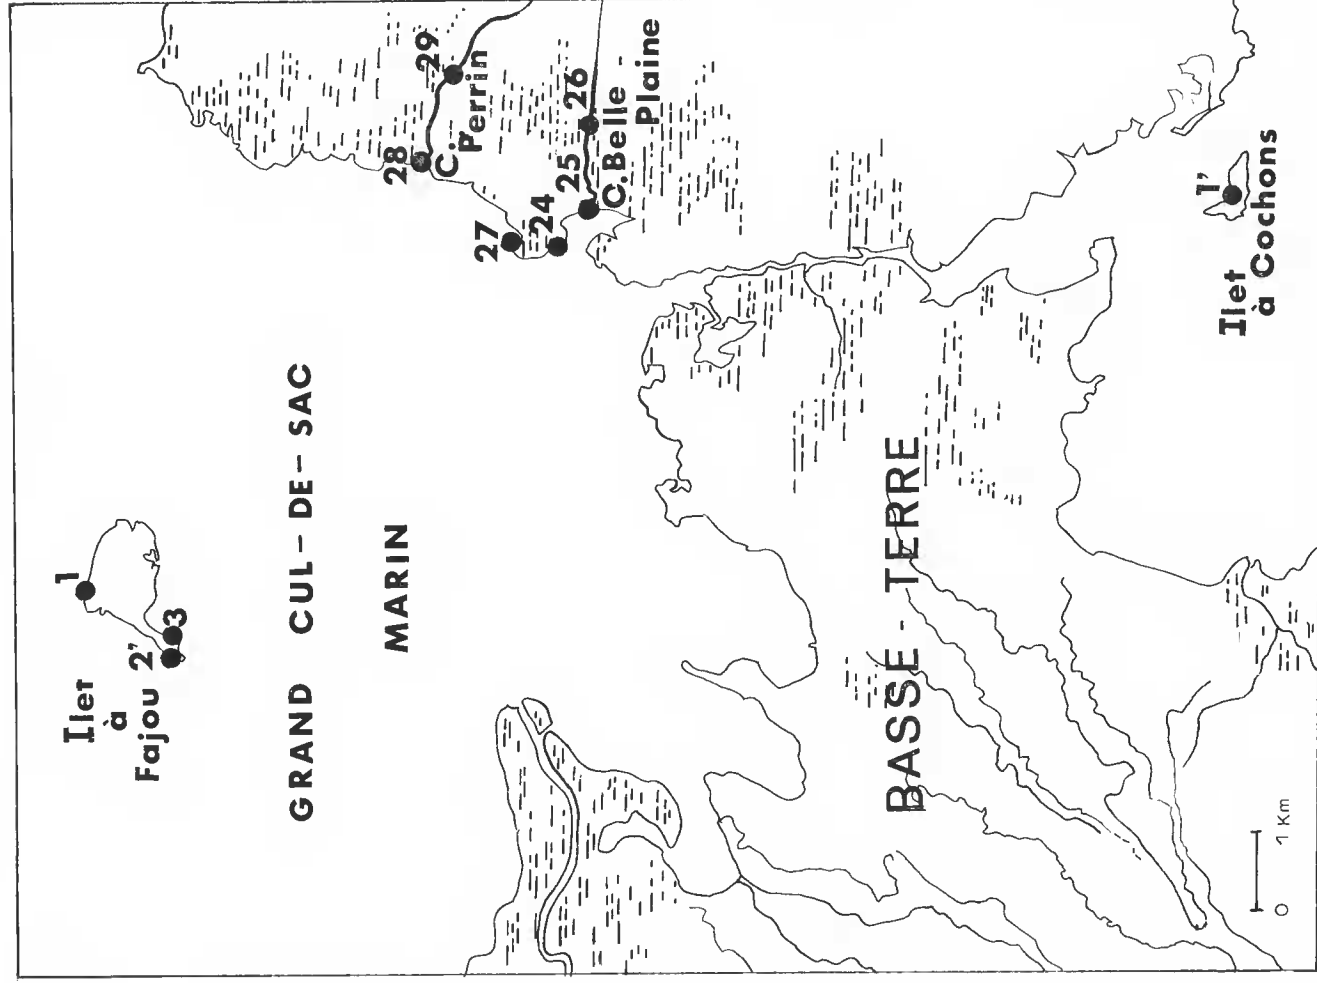 1
2'
3
Ilet
à
Fajou
GRAND CUL-DE-SAC
MARIN
28
29
C. Perrin
27
24
25
26
C. Belle-
Plaine
BASSE-TERRE
1'
Ilet
à Cochons
0 1 Km